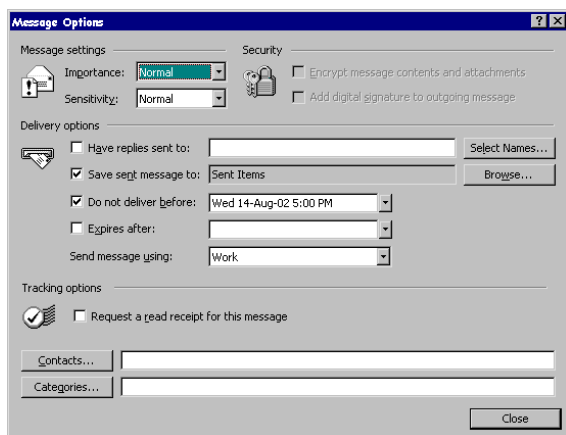 Message Options
Message settings Security
Importance: Normal Encrypt message contents and attachments
Sensitivity: Normal Add digital signature to outgoing message
Delivery options
Have replies sent to: Select Names...
Save sent message to: Sent Items Browse...
Do not deliver before: Wed 14-Aug-02 5:00 PM
Expires after:
Send message using: Work
Tracking options
Request a read receipt for this message
Contacts...
Categories...
Close